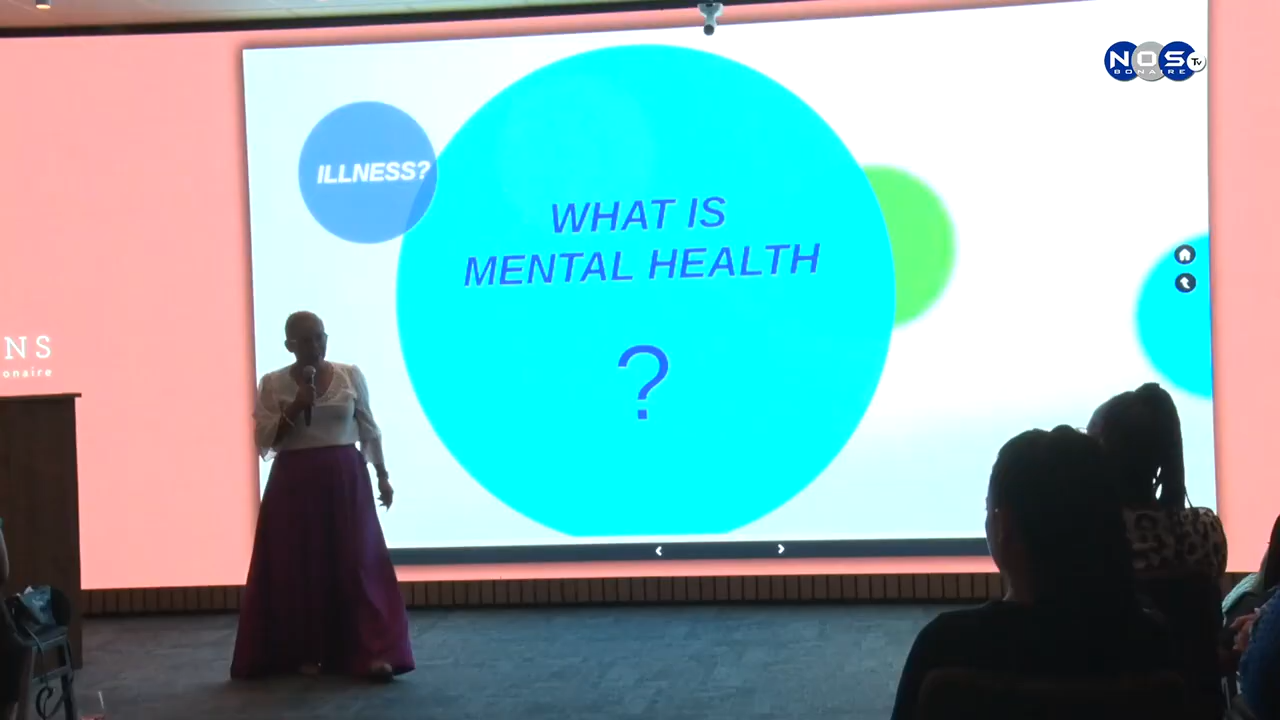 NOS Tv
BONAIRE
ILLNESS?
WHAT IS
MENTAL HEALTH
?
NS
onaire